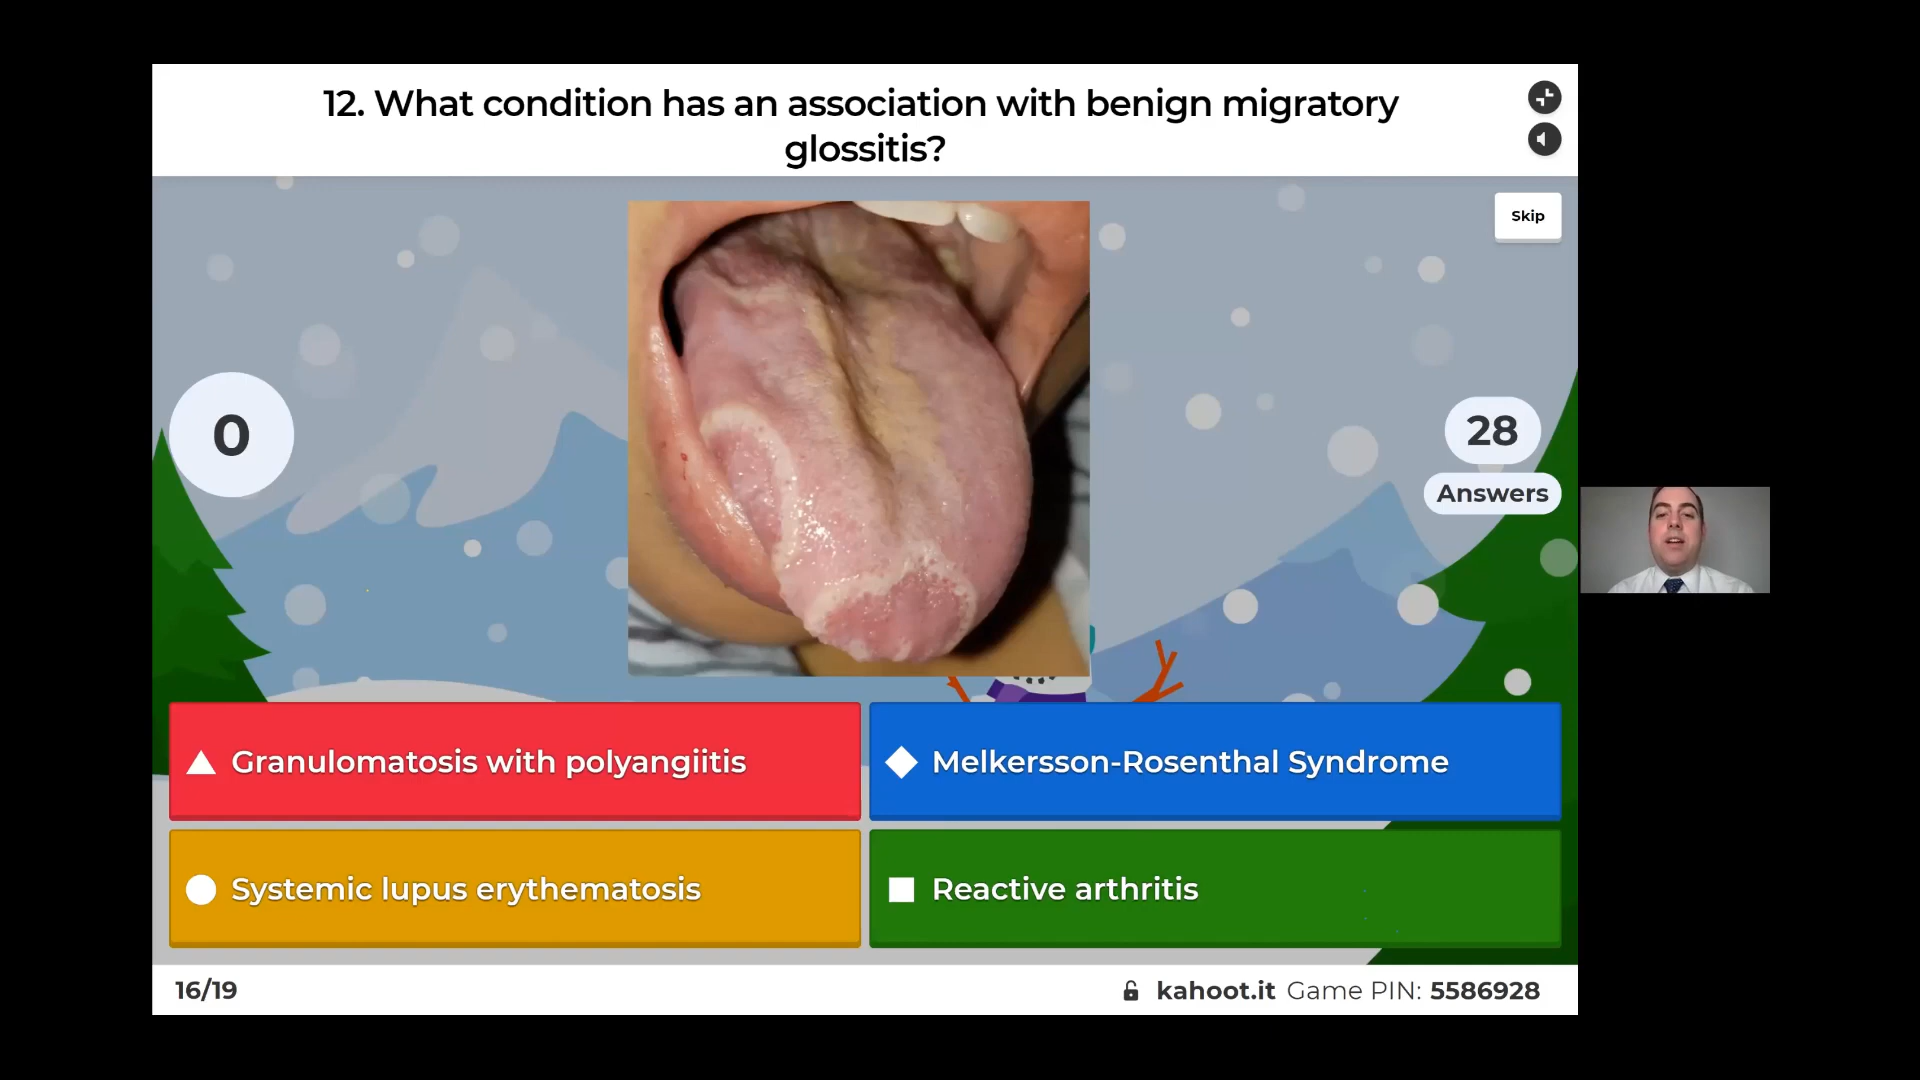 12. What condition has an association with benign migratory
glossitis?
Skip
0
28
Answers
Granulomatosis with polyangiitis
Melkersson-Rosenthal Syndrome
Systemic lupus erythematosis
Reactive arthritis
16/19
kahoot.it Game PIN: 5586928